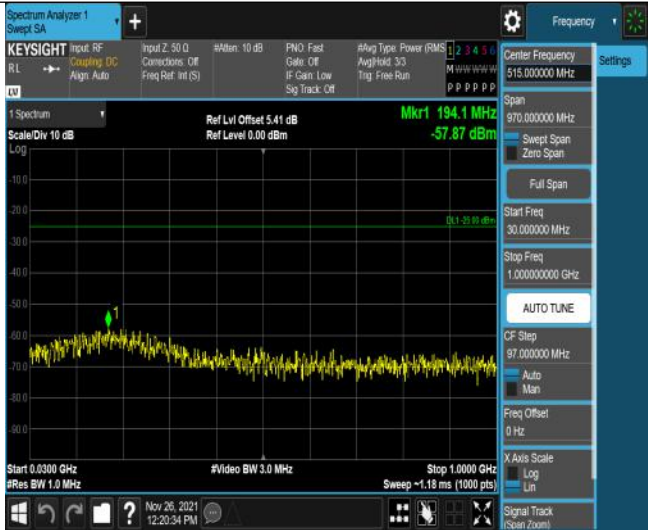 Spectrum Analyzer 1
Swept SA
+
Frequency
KEYSIGHT
RL
LV
Input: RF
Coupling: DC
Align: Auto
Input Z: 50 Ω
Corrections: Off
Freq Ref: Int (S)
#Atten: 10 dB
PNO: Fast
Gate: Off
IF Gain: Low
Sig Track: Off
#Avg Type: Power (RMS
Avg|Hold: 3/3
Trig: Free Run
1 2 3 4 5 6
M W W W W W
P P P P P P
Center Frequency
515.000000 MHz
Settings
Span
970.000000 MHz
Swept Span
Zero Span
Full Span
Start Freq
30.000000 MHz
Stop Freq
1.000000000 GHz
AUTO TUNE
CF Step
97.000000 MHz
Auto
Man
Freq Offset
0 Hz
X Axis Scale
Log
Lin
Signal Track
(Span Zoom)
1 Spectrum
Scale/Div 10 dB
Log
Ref Lvl Offset 5.41 dB
Ref Level 0.00 dBm
Mkr1 194.1 MHz
-57.87 dBm
-10.0
-20.0
DL1 -25.00 dBm
-30.0
-40.0
-50.0
1
-60.0
-70.0
-80.0
-90.0
Start 0.0300 GHz
#Res BW 1.0 MHz
#Video BW 3.0 MHz
Stop 1.0000 GHz
Sweep ~1.18 ms (1000 pts)
?
Nov 26, 2021
12:20:34 PM